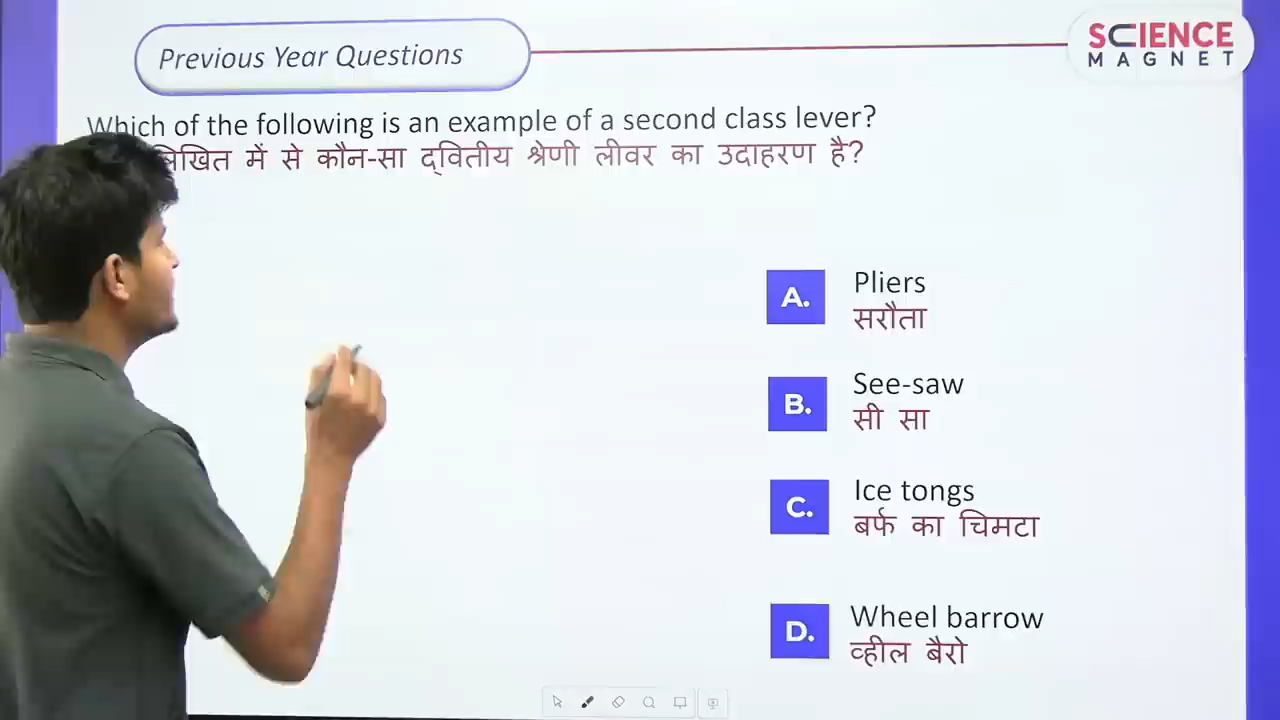 Previous Year Questions
SCIENCE
MAGNET
Which of the following is an example of a second class lever?
लिखित में से कौन-सा द्वितीय श्रेणी लीवर का उदाहरण है?
A. Pliers
सरौता
B. See-saw
सी सा
C. Ice tongs
बर्फ का चिमटा
D. Wheel barrow
व्हील बैरो